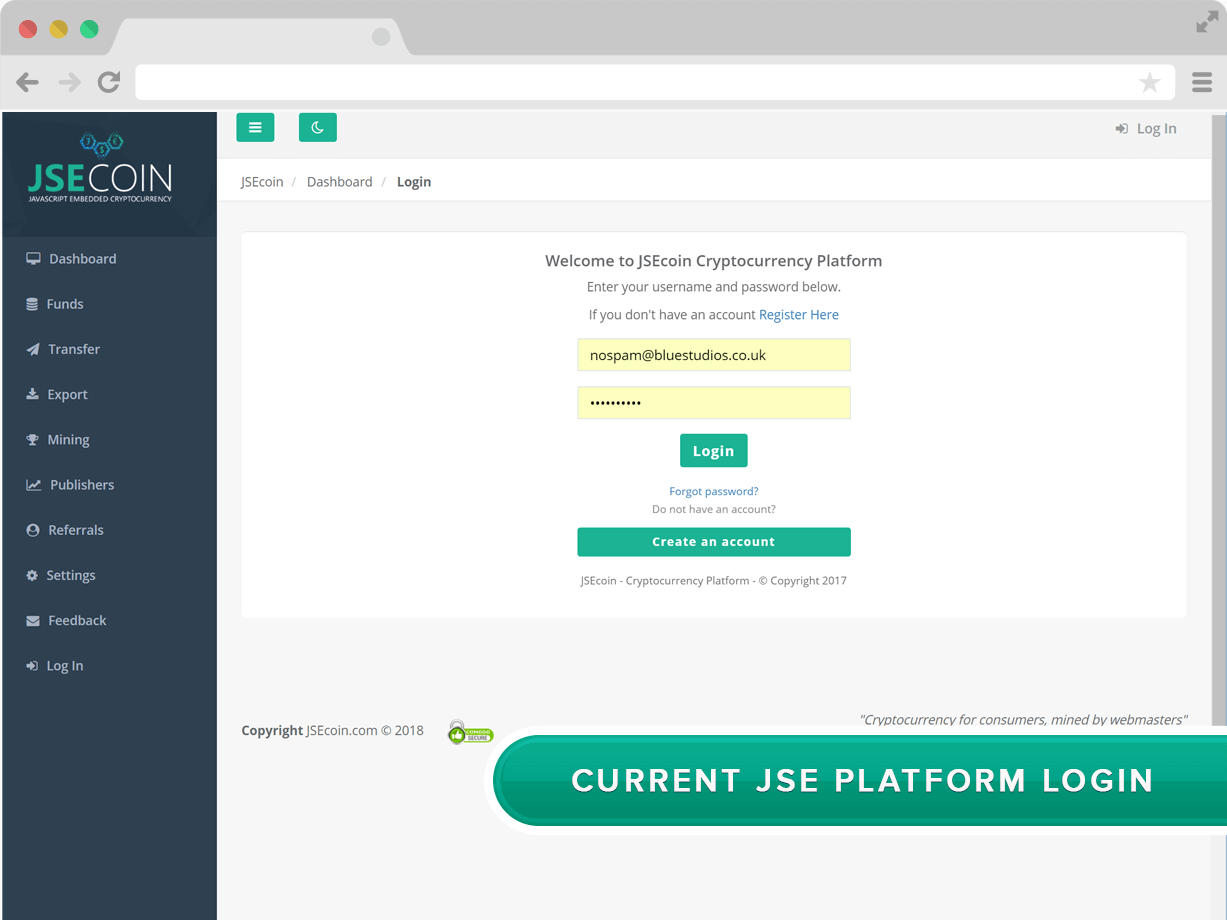 JSECOIN
JAVASCRIPT EMBEDDED CRYPTOCURRENCY
Dashboard
Funds
Transfer
Export
Mining
Publishers
Referrals
Settings
Feedback
Log In
Log In
JSEcoin / Dashboard / Login
Welcome to JSEcoin Cryptocurrency Platform
Enter your username and password below.
If you don't have an account Register Here
nospam@bluestudios.co.uk
••••••••••
Login
Forgot password?
Do not have an account?
Create an account
JSEcoin - Cryptocurrency Platform - © Copyright 2017
Copyright JSEcoin.com © 2018
SECURE
"Cryptocurrency for consumers, mined by webmasters"
CURRENT JSE PLATFORM LOGIN